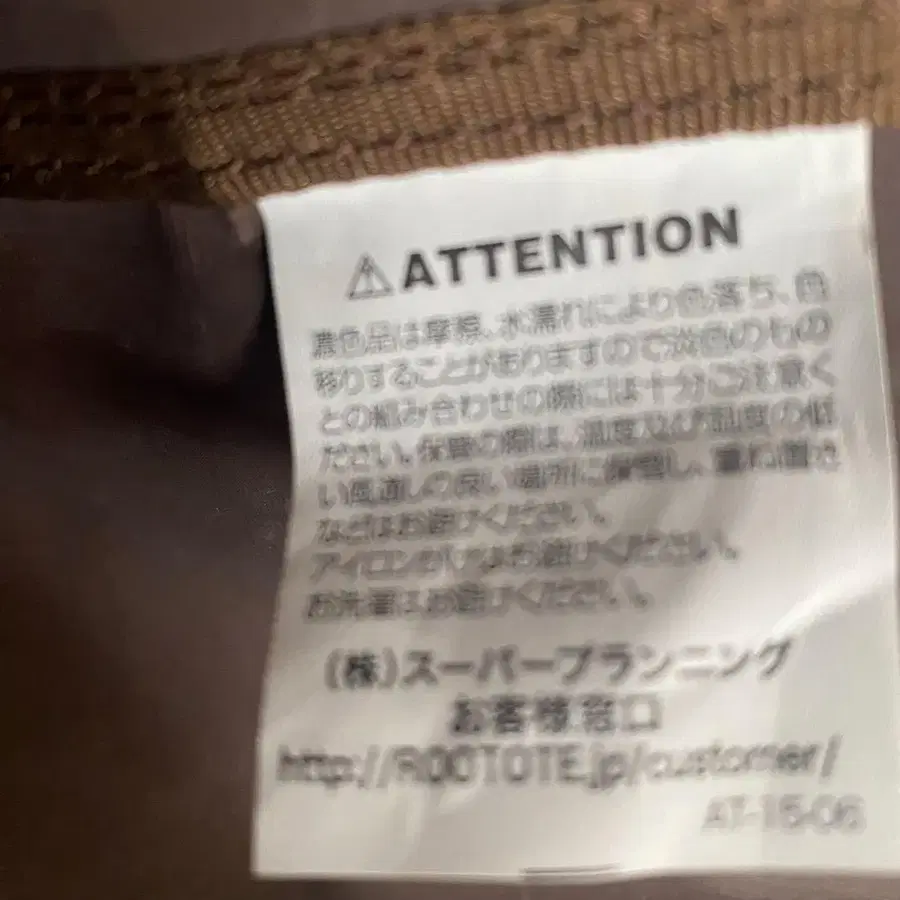 ⚠ATTENTION
濃色品は摩擦、水濡れにより色落ち、色
移りすることがありますので淡色のもの
との組み合わせの際には十分ご注意く
ださい。保管の際は、温度及び湿度の低
い風通しの良い場所に保管し、重ね置き
などはお避けください。
アイロンがけはお避けください。
お洗濯はお避けください。
(株)スーパープランニング
お客様窓口
http://ROOTOTE.jp/customer/
AT-15-06